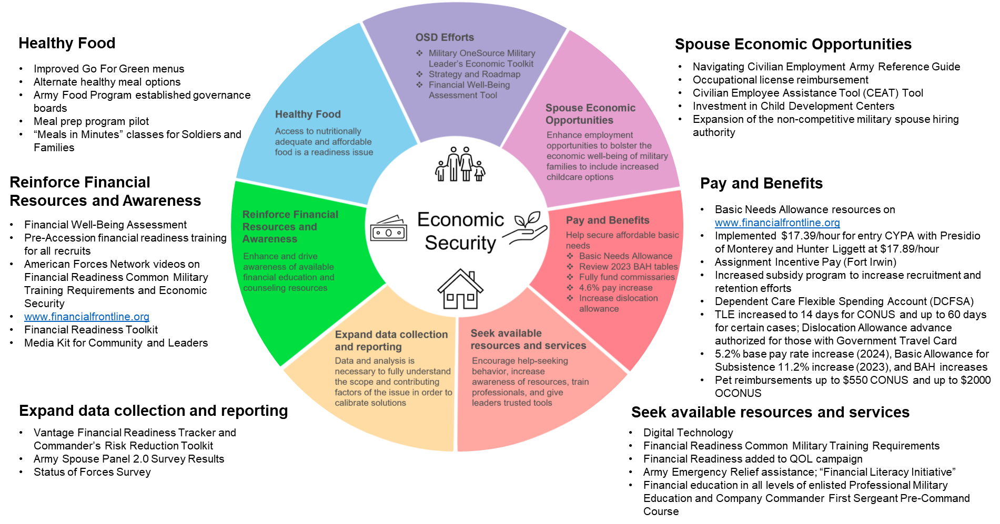 Healthy Food
• Improved Go For Green menus
• Alternate healthy meal options
• Army Food Program established governance
boards
• Meal prep program pilot
• “Meals in Minutes” classes for Soldiers and
Families
Reinforce Financial
Resources and Awareness
• Financial Well-Being Assessment
• Pre-Accession financial readiness training
for all recruits
• American Forces Network videos on
Financial Readiness Common Military
Training Requirements and Economic
Security
• www.financialfrontline.org
• Financial Readiness Toolkit
• Media Kit for Community and Leaders
Expand data collection and reporting
• Vantage Financial Readiness Tracker and
Commander’s Risk Reduction Toolkit
• Army Spouse Panel 2.0 Survey Results
• Status of Forces Survey
OSD Efforts
❖ Military OneSource Military
Leader’s Economic Toolkit
❖ Strategy and Roadmap
❖ Financial Well-Being
Assessment Tool
Healthy Food
Access to nutritionally
adequate and affordable
food is a readiness issue
Spouse Economic
Opportunities
Enhance employment
opportunities to bolster the
economic well-being of military
families to include increased
childcare options
Reinforce Financial
Resources and
Awareness
Enhance and drive
awareness of available
financial education and
counseling resources
Economic
Security
Pay and Benefits
Help secure affordable basic
needs
❖ Basic Needs Allowance
❖ Review 2023 BAH tables
❖ Fully fund commissaries
❖ 4.6% pay increase
❖ Increase dislocation
allowance
Expand data collection
and reporting
Data and analysis is
necessary to fully understand
the scope and contributing
factors of the issue in order to
calibrate solutions
Seek available
resources and services
Encourage help-seeking
behavior, increase
awareness of resources, train
professionals, and give
leaders trusted tools
Spouse Economic Opportunities
• Navigating Civilian Employment Army Reference Guide
• Occupational license reimbursement
• Civilian Employee Assistance Tool (CEAT) Tool
• Investment in Child Development Centers
• Expansion of the non-competitive military spouse hiring
authority
Pay and Benefits
• Basic Needs Allowance resources on
www.financialfrontline.org
• Implemented $17.39/hour for entry CYPA with Presidio
of Monterey and Hunter Liggett at $17.89/hour
• Assignment Incentive Pay (Fort Irwin)
• Increased subsidy program to increase recruitment and
retention efforts
• Dependent Care Flexible Spending Account (DCFSA)
• TLE increased to 14 days for CONUS and up to 60 days
for certain cases; Dislocation Allowance advance
authorized for those with Government Travel Card
• 5.2% base pay rate increase (2024), Basic Allowance for
Subsistence 11.2% increase (2023), and BAH increases
• Pet reimbursements up to $550 CONUS and up to $2000
OCONUS
Seek available resources and services
• Digital Technology
• Financial Readiness Common Military Training Requirements
• Financial Readiness added to QOL campaign
• Army Emergency Relief assistance; “Financial Literacy Initiative”
• Financial education in all levels of enlisted Professional Military
Education and Company Commander First Sergeant Pre-Command
Course